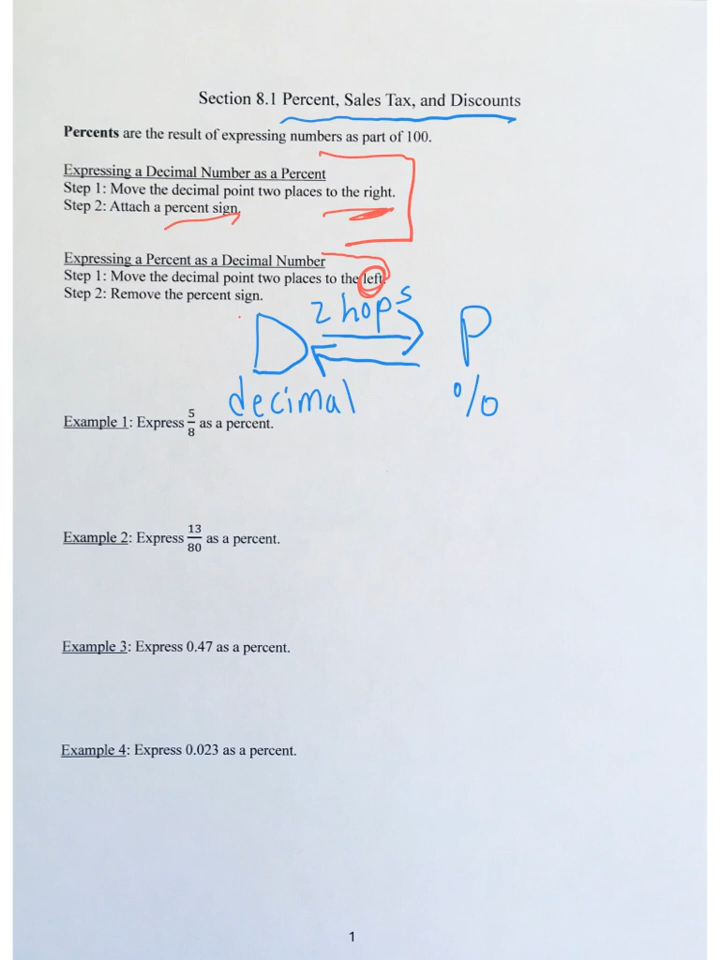 Section 8.1 Percent, Sales Tax, and Discounts
Percents are the result of expressing numbers as part of 100.
Expressing a Decimal Number as a Percent
Step 1: Move the decimal point two places to the right.
Step 2: Attach a percent sign.
Expressing a Percent as a Decimal Number
Step 1: Move the decimal point two places to the left.
Step 2: Remove the percent sign.
2 hops
D P
decimal %
Example 1: Express 5/8 as a percent.
Example 2: Express 13/80 as a percent.
Example 3: Express 0.47 as a percent.
Example 4: Express 0.023 as a percent.
1